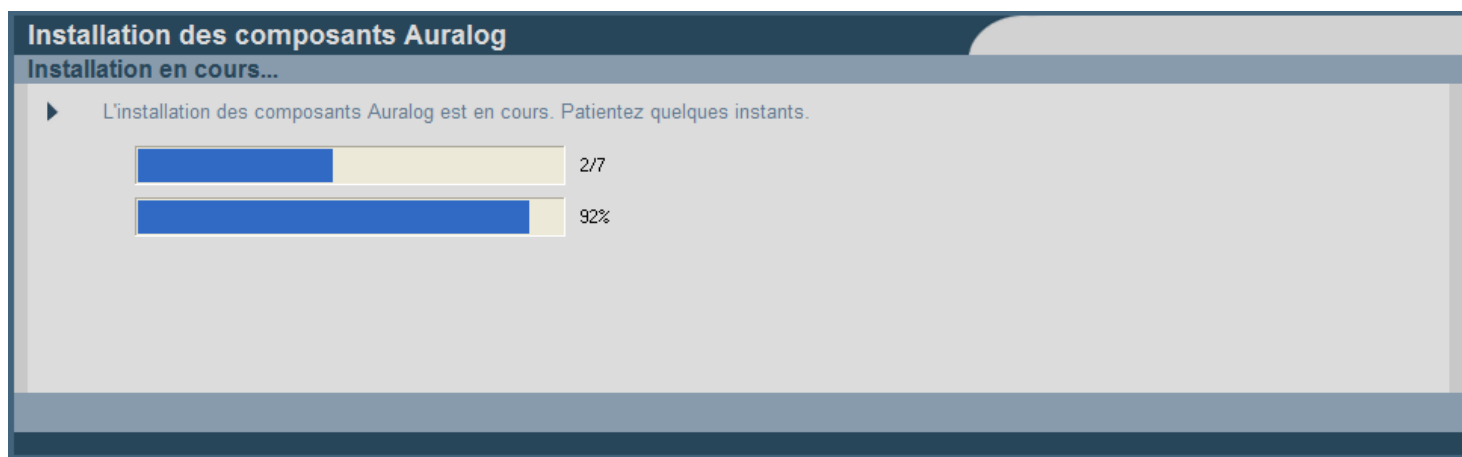 Installation des composants Auralog
Installation en cours...
L'installation des composants Auralog est en cours. Patientez quelques instants.
2/7
92%